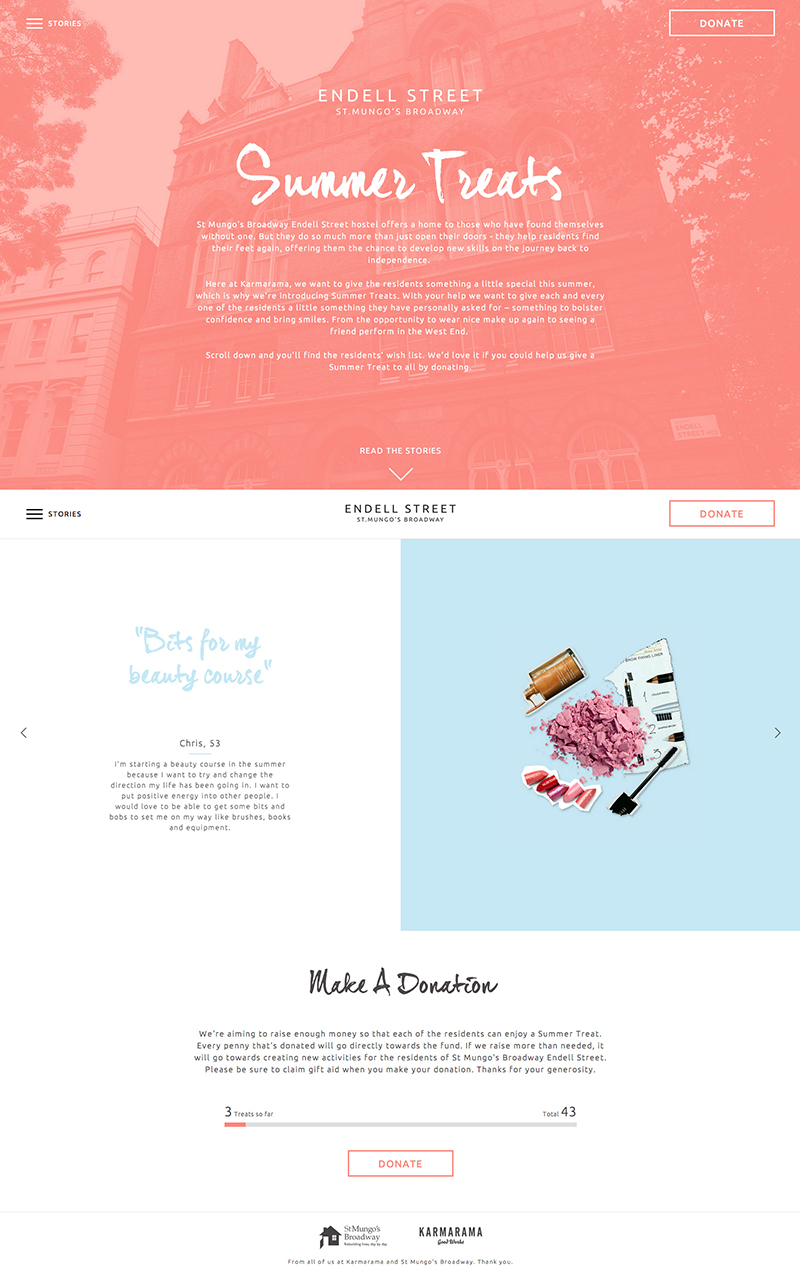 STORIES
DONATE
ENDELL STREET
ST.MUNGO'S BROADWAY
Summer Treats
St Mungo's Broadway Endell Street hostel offers a home to those who have found themselves
without one. But they do so much more than just open their doors - they help residents find
their feet again, offering them the chance to develop new skills on the journey back to
independence.
Here at Karmarama, we want to give the residents something a little special this summer,
which is why we're introducing Summer Treats. With your help we want to give each and every
one of the residents a little something they have personally asked for – something to bolster
confidence and bring smiles. From the opportunity to wear nice make up again to seeing a
friend perform in the West End.
Scroll down and you'll find the residents' wish list. We'd love it if you could help us give a
Summer Treat to all by donating.
ENDELL
STREET
READ THE STORIES
STORIES
ENDELL STREET
ST.MUNGO'S BROADWAY
DONATE
"Bits for my
beauty course"
Chris, 53
I'm starting a beauty course in the summer
because I want to try and change the
direction my life has been going in. I want to
put positive energy into other people. I
would love to be able to get some bits and
bobs to set me on my way like brushes, books
and equipment.
BROW FIXING LINER
2
Make A Donation
We're aiming to raise enough money so that each of the residents can enjoy a Summer Treat.
Every penny that's donated will go directly towards the fund. If we raise more than needed, it
will go towards creating new activities for the residents of St Mungo's Broadway Endell Street.
Please be sure to claim gift aid when you make your donation. Thanks for your generosity.
3 Treats so far
Total 43
DONATE
St Mungo's
Broadway
Rebuilding lives day by day
KARMARAMA
Good Works
From all of us at Karmarama and St Mungo's Broadway. Thank you.